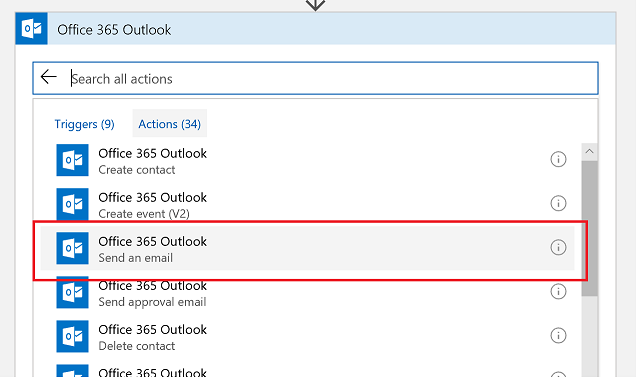 Office 365 Outlook
Search all actions
Triggers (9) Actions (34)
Office 365 Outlook
Create contact
Office 365 Outlook
Create event (V2)
Office 365 Outlook
Send an email
Office 365 Outlook
Send approval email
Office 365 Outlook
Delete contact
Office 365 Outlook